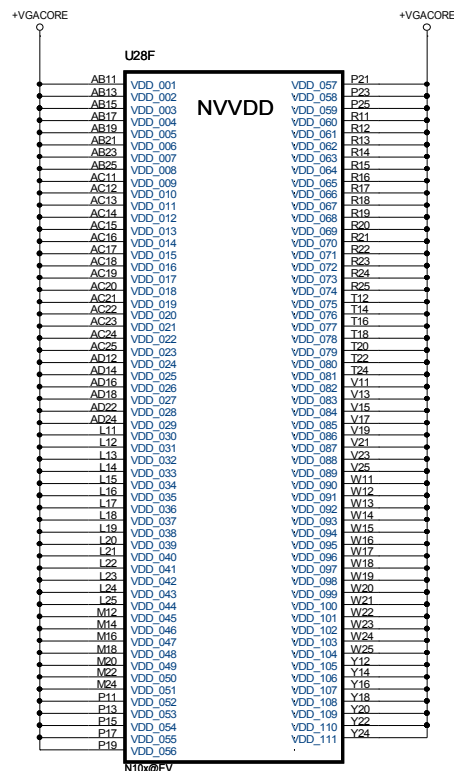 +VGACORE +VGACORE
U28F
NVVDD
AB11 VDD_001 VDD_057 P21
AB13 VDD_002 VDD_058 P23
AB15 VDD_003 VDD_059 P25
AB17 VDD_004 VDD_060 R11
AB19 VDD_005 VDD_061 R12
AB21 VDD_006 VDD_062 R13
AB23 VDD_007 VDD_063 R14
AB25 VDD_008 VDD_064 R15
AC11 VDD_009 VDD_065 R16
AC12 VDD_010 VDD_066 R17
AC13 VDD_011 VDD_067 R18
AC14 VDD_012 VDD_068 R19
AC15 VDD_013 VDD_069 R20
AC16 VDD_014 VDD_070 R21
AC17 VDD_015 VDD_071 R22
AC18 VDD_016 VDD_072 R23
AC19 VDD_017 VDD_073 R24
AC20 VDD_018 VDD_074 R25
AC21 VDD_019 VDD_075 T12
AC22 VDD_020 VDD_076 T14
AC23 VDD_021 VDD_077 T16
AC24 VDD_022 VDD_078 T18
AC25 VDD_023 VDD_079 T20
AD12 VDD_024 VDD_080 T22
AD14 VDD_025 VDD_081 T24
AD16 VDD_026 VDD_082 V11
AD18 VDD_027 VDD_083 V13
AD22 VDD_028 VDD_084 V15
AD24 VDD_029 VDD_085 V17
L11 VDD_030 VDD_086 V19
L12 VDD_031 VDD_087 V21
L13 VDD_032 VDD_088 V23
L14 VDD_033 VDD_089 V25
L15 VDD_034 VDD_090 W11
L16 VDD_035 VDD_091 W12
L17 VDD_036 VDD_092 W13
L18 VDD_037 VDD_093 W14
L19 VDD_038 VDD_094 W15
L20 VDD_039 VDD_095 W16
L21 VDD_040 VDD_096 W17
L22 VDD_041 VDD_097 W18
L23 VDD_042 VDD_098 W19
L24 VDD_043 VDD_099 W20
L25 VDD_044 VDD_100 W21
M12 VDD_045 VDD_101 W22
M14 VDD_046 VDD_102 W23
M16 VDD_047 VDD_103 W24
M18 VDD_048 VDD_104 W25
M20 VDD_049 VDD_105 Y12
M22 VDD_050 VDD_106 Y14
M24 VDD_051 VDD_107 Y16
P11 VDD_052 VDD_108 Y18
P13 VDD_053 VDD_109 Y20
P15 VDD_054 VDD_110 Y22
P17 VDD_055 VDD_111 Y24
P19 VDD_056
N10x@EV